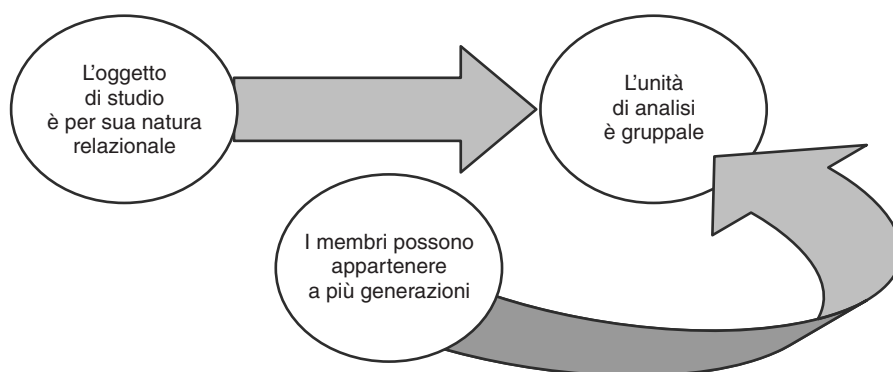 L'oggetto
di studio
è per sua natura
relazionale
L'unità
di analisi
è gruppale
I membri possono
appartenere
a più generazioni